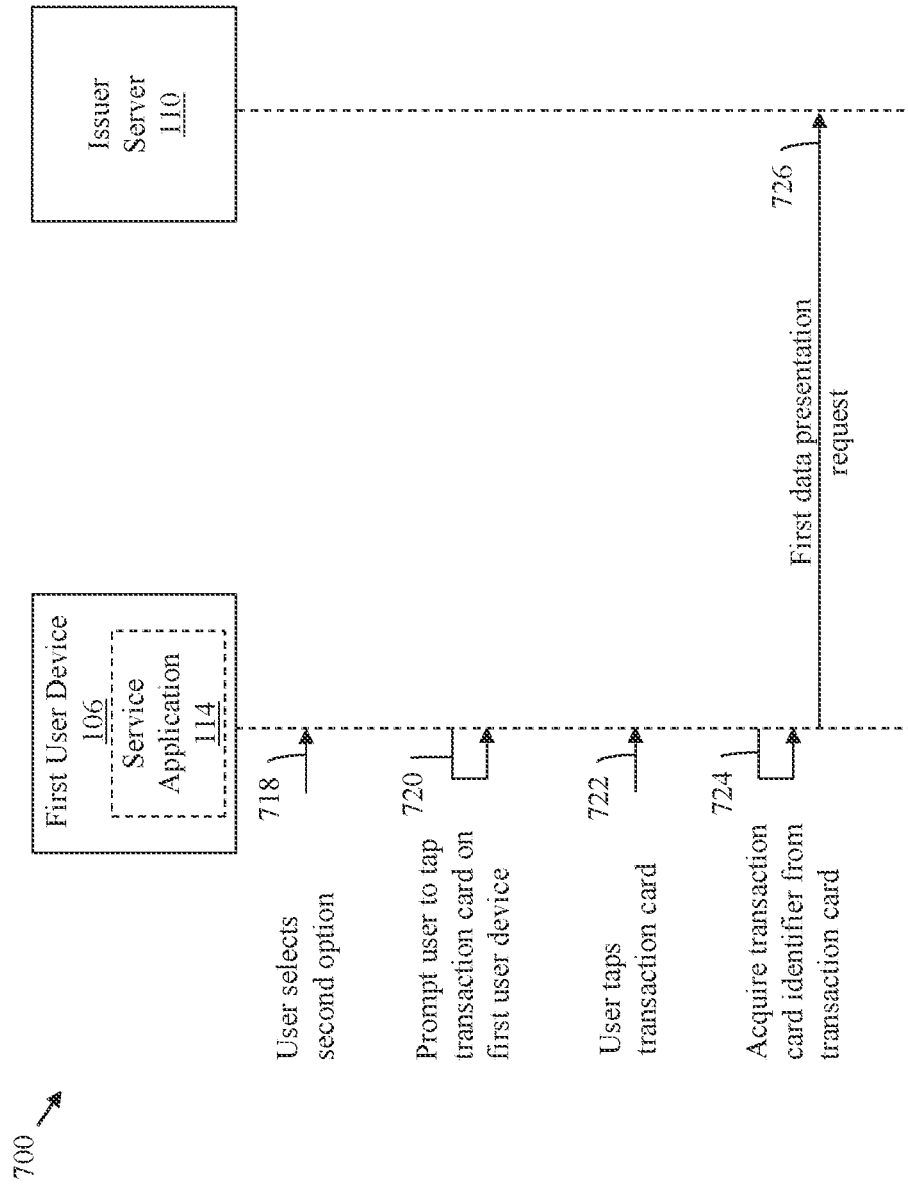 700
First User Device
106
Service
Application
114
Issuer
Server
110
718
User selects
second option
720
Prompt user to tap
transaction card on
first user device
722
User taps
transaction card
724
Acquire transaction
card identifier from
transaction card
First data presentation
request
726